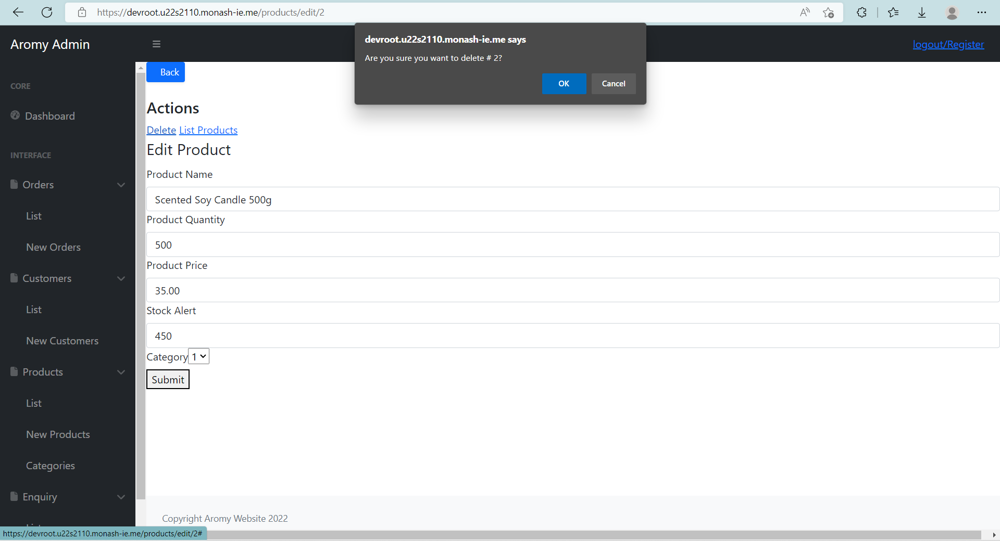 https://devroot.u22s2110.monash-ie.me/products/edit/2
devroot.u22s2110.monash-ie.me says
Are you sure you want to delete # 2?
OK
Cancel
Aromy Admin
logout/Register
CORE
Dashboard
INTERFACE
Orders
List
New Orders
Customers
List
New Customers
Products
List
New Products
Categories
Enquiry
Back
Actions
Delete List Products
Edit Product
Product Name
Scented Soy Candle 500g
Product Quantity
500
Product Price
35.00
Stock Alert
450
Category 1
Submit
Copyright Aromy Website 2022
https://devroot.u22s2110.monash-ie.me/products/edit/2#